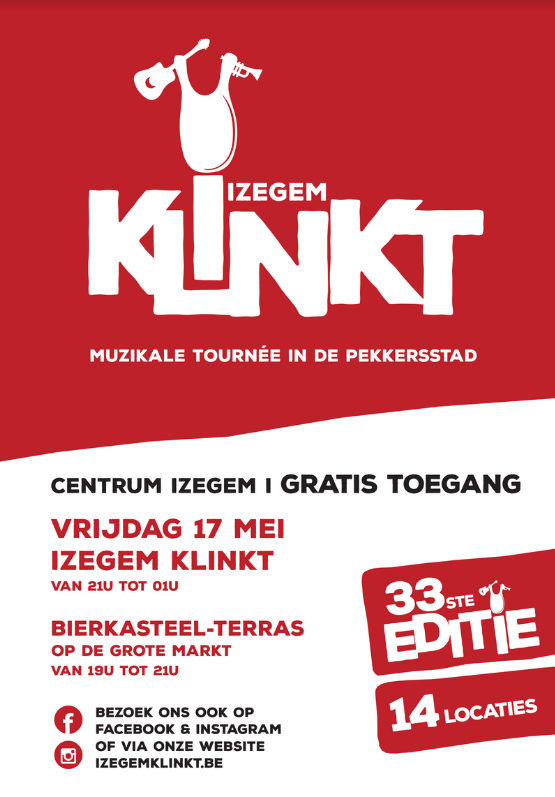 IZEGEM
KLINKT
MUZIKALE TOURNÉE IN DE PEKKERSSTAD
CENTRUM IZEGEM I GRATIS TOEGANG
VRIJDAG 17 MEI
IZEGEM KLINKT
VAN 21U TOT 01U
BIERKASTEEL-TERRAS
OP DE GROTE MARKT
VAN 19U TOT 21U
BEZOEK ONS OOK OP
FACEBOOK & INSTAGRAM
OF VIA ONZE WEBSITE
IZEGEMKLINKT.BE
33STE
EDITIE
14 LOCATIES